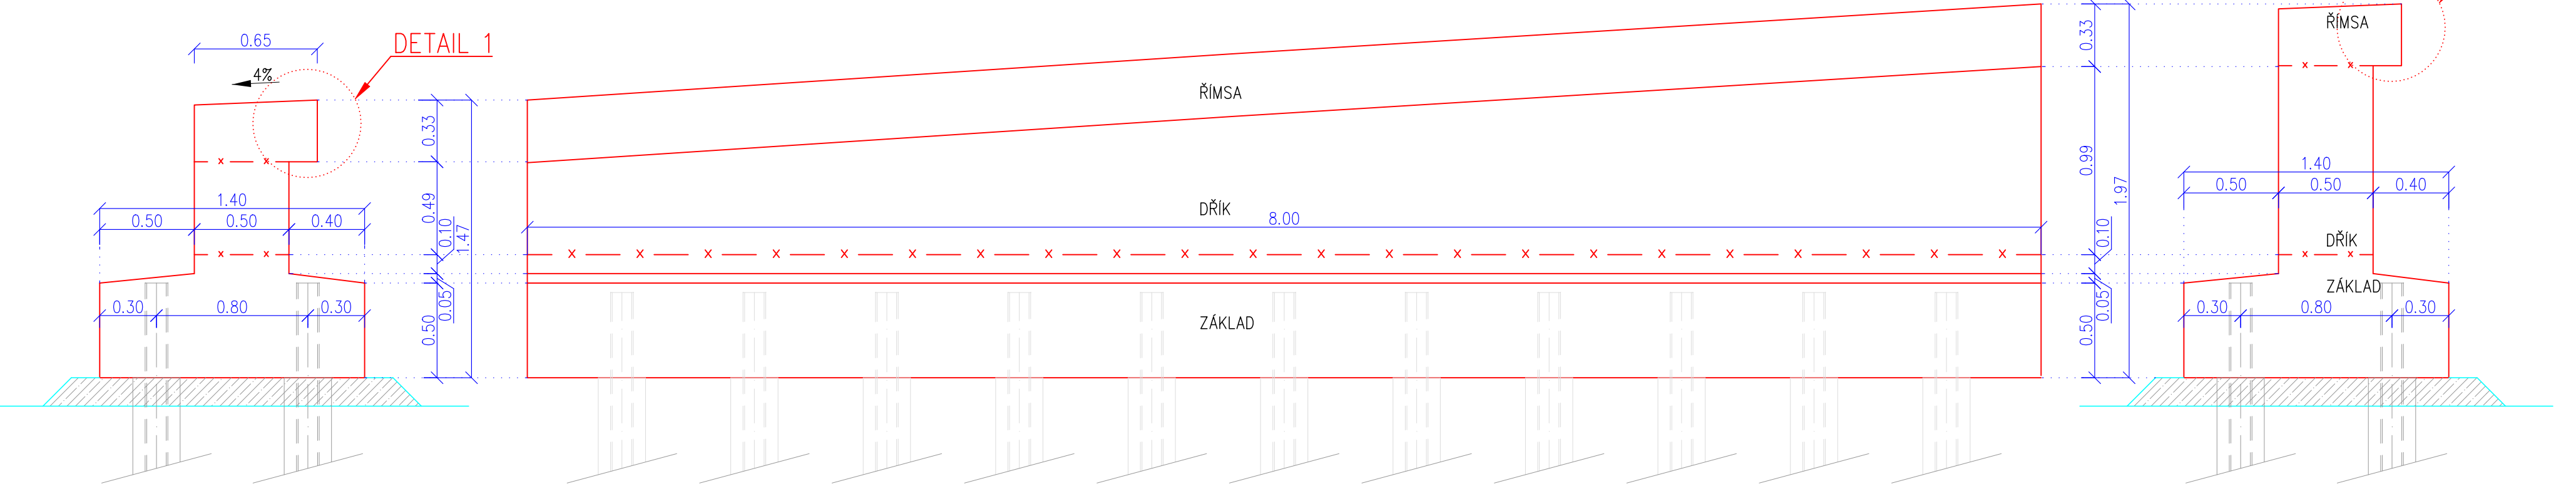 0.65
DETAIL 1
4%
0.33
0.49
0.10
1.47
0.05
0.50
1.40
0.50
0.50
0.40
0.30
0.80
0.30
ŘÍMSA
DŘÍK
8.00
x x x x x x x x x x x x x x x x x x x x x x
ZÁKLAD
0.33
0.99
1.97
0.10
0.05
0.50
ŘÍMSA
x x
1.40
0.50
0.50
0.40
DŘÍK
x x
ZÁKLAD
0.30
0.80
0.30
x x
x x